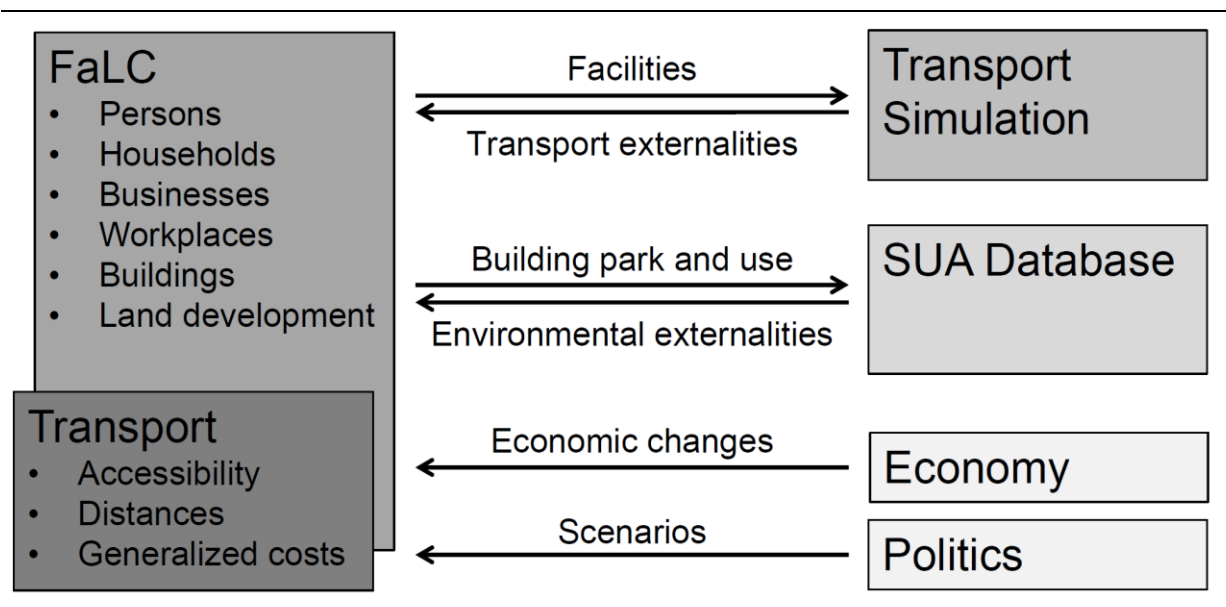 FaLC
• Persons
• Households
• Businesses
• Workplaces
• Buildings
• Land development
Transport
• Accessibility
• Distances
• Generalized costs
Facilities
Transport externalities
Building park and use
Environmental externalities
Economic changes
Scenarios
Transport
Simulation
SUA Database
Economy
Politics